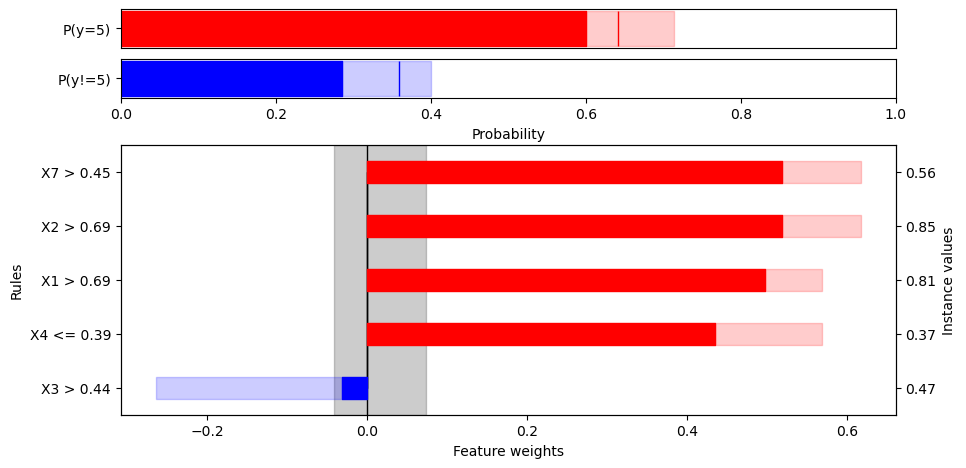 P(y=5)
P(y!=5)
0.0 0.2 0.4 0.6 0.8 1.0
Probability
Rules
X7 > 0.45 0.56
X2 > 0.69 0.85
X1 > 0.69 0.81
X4 <= 0.39 0.37
X3 > 0.44 0.47
Instance values
−0.2 0.0 0.2 0.4 0.6
Feature weights